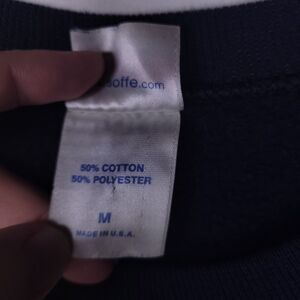 soffe.com
50% COTTON
50% POLYESTER
M
MADE IN U.S.A.